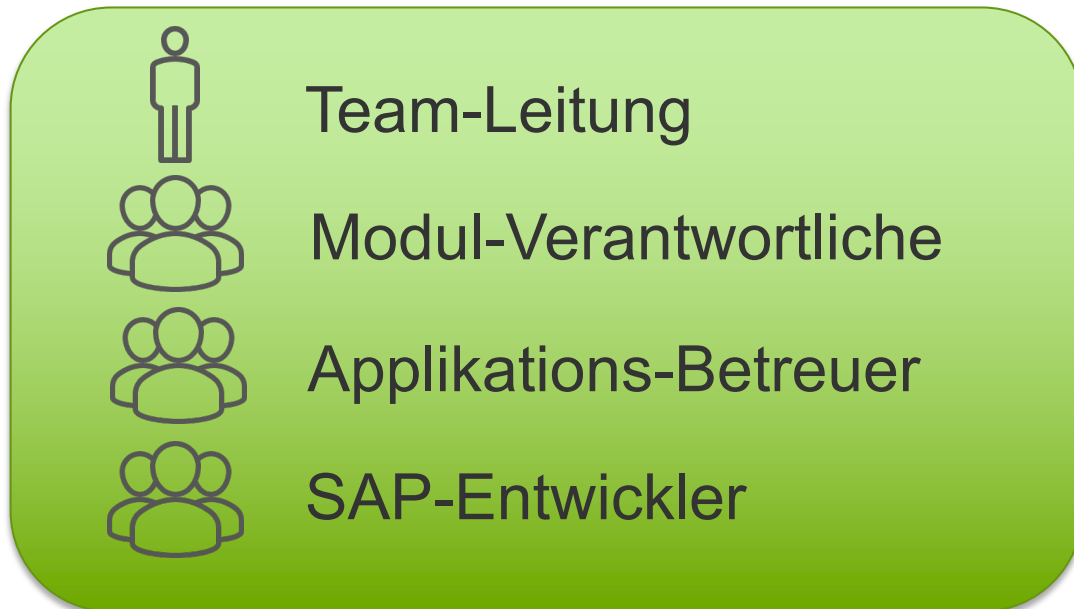 Team-Leitung
Modul-Verantwortliche
Applikations-Betreuer
SAP-Entwickler